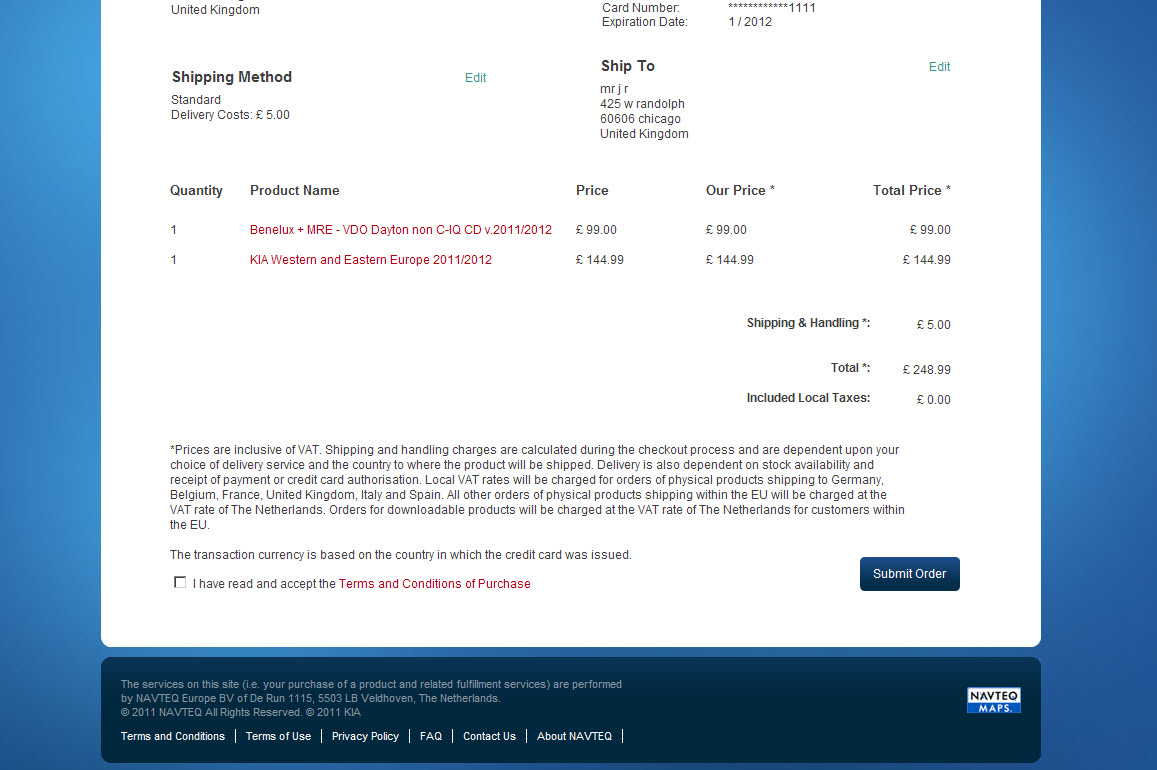 United Kingdom
Card Number: ************1111
Expiration Date: 1 / 2012
Shipping Method Edit
Standard
Delivery Costs: £ 5.00
Ship To Edit
mr j r
425 w randolph
60606 chicago
United Kingdom
Quantity Product Name Price Our Price * Total Price *
1 Benelux + MRE - VDO Dayton non C-IQ CD v.2011/2012 £ 99.00 £ 99.00 £ 99.00
1 KIA Western and Eastern Europe 2011/2012 £ 144.99 £ 144.99 £ 144.99
Shipping & Handling *: £ 5.00
Total *: £ 248.99
Included Local Taxes: £ 0.00
*Prices are inclusive of VAT. Shipping and handling charges are calculated during the checkout process and are dependent upon your
choice of delivery service and the country to where the product will be shipped. Delivery is also dependent on stock availability and
receipt of payment or credit card authorisation. Local VAT rates will be charged for orders of physical products shipping to Germany,
Belgium, France, United Kingdom, Italy and Spain. All other orders of physical products shipping within the EU will be charged at the
VAT rate of The Netherlands. Orders for downloadable products will be charged at the VAT rate of The Netherlands for customers within
the EU.
The transaction currency is based on the country in which the credit card was issued.
I have read and accept the Terms and Conditions of Purchase
Submit Order
The services on this site (i.e. your purchase of a product and related fulfillment services) are performed
by NAVTEQ Europe BV of De Run 1115, 5503 LB Veldhoven, The Netherlands.
© 2011 NAVTEQ All Rights Reserved. © 2011 KIA
NAVTEQ
MAPS.
Terms and Conditions | Terms of Use | Privacy Policy | FAQ | Contact Us | About NAVTEQ |